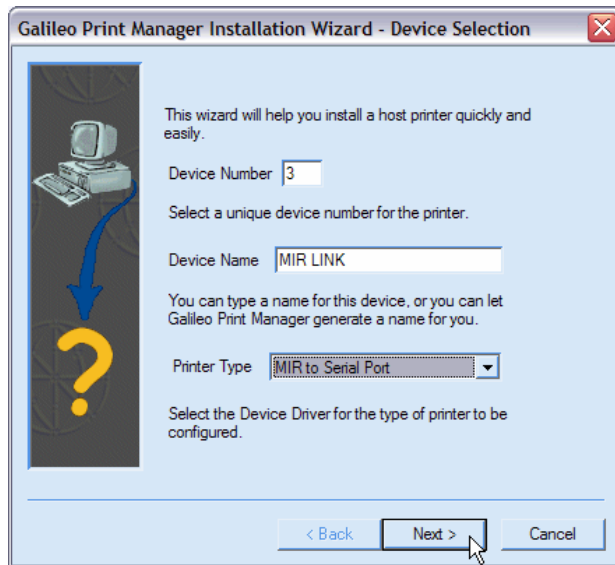 Galileo Print Manager Installation Wizard - Device Selection
This wizard will help you install a host printer quickly and
easily.
Device Number 3
Select a unique device number for the printer.
Device Name MIR LINK
You can type a name for this device, or you can let
Galileo Print Manager generate a name for you.
Printer Type MIR to Serial Port
Select the Device Driver for the type of printer to be
configured.
< Back Next > Cancel